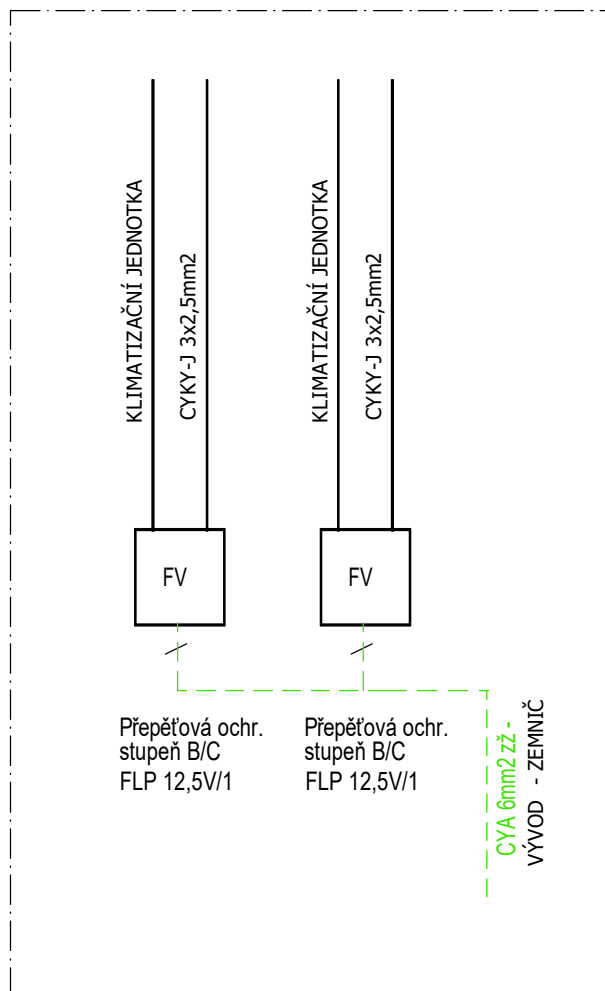 KLIMATIZAČNÍ JEDNOTKA
CYKY-J 3x2,5mm2
KLIMATIZAČNÍ JEDNOTKA
CYKY-J 3x2,5mm2
FV
FV
Přepěťová ochr.
stupeň B/C
FLP 12,5V/1
Přepěťová ochr.
stupeň B/C
FLP 12,5V/1
CYA 6mm2 zž -
VÝVOD - ZEMNIČ